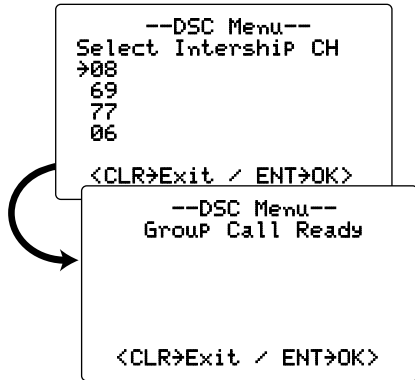 --DSC Menu--
Select Intership CH
→08
69
77
06
<CLR→Exit / ENT→OK>
--DSC Menu--
Group Call Ready
<CLR→Exit / ENT→OK>